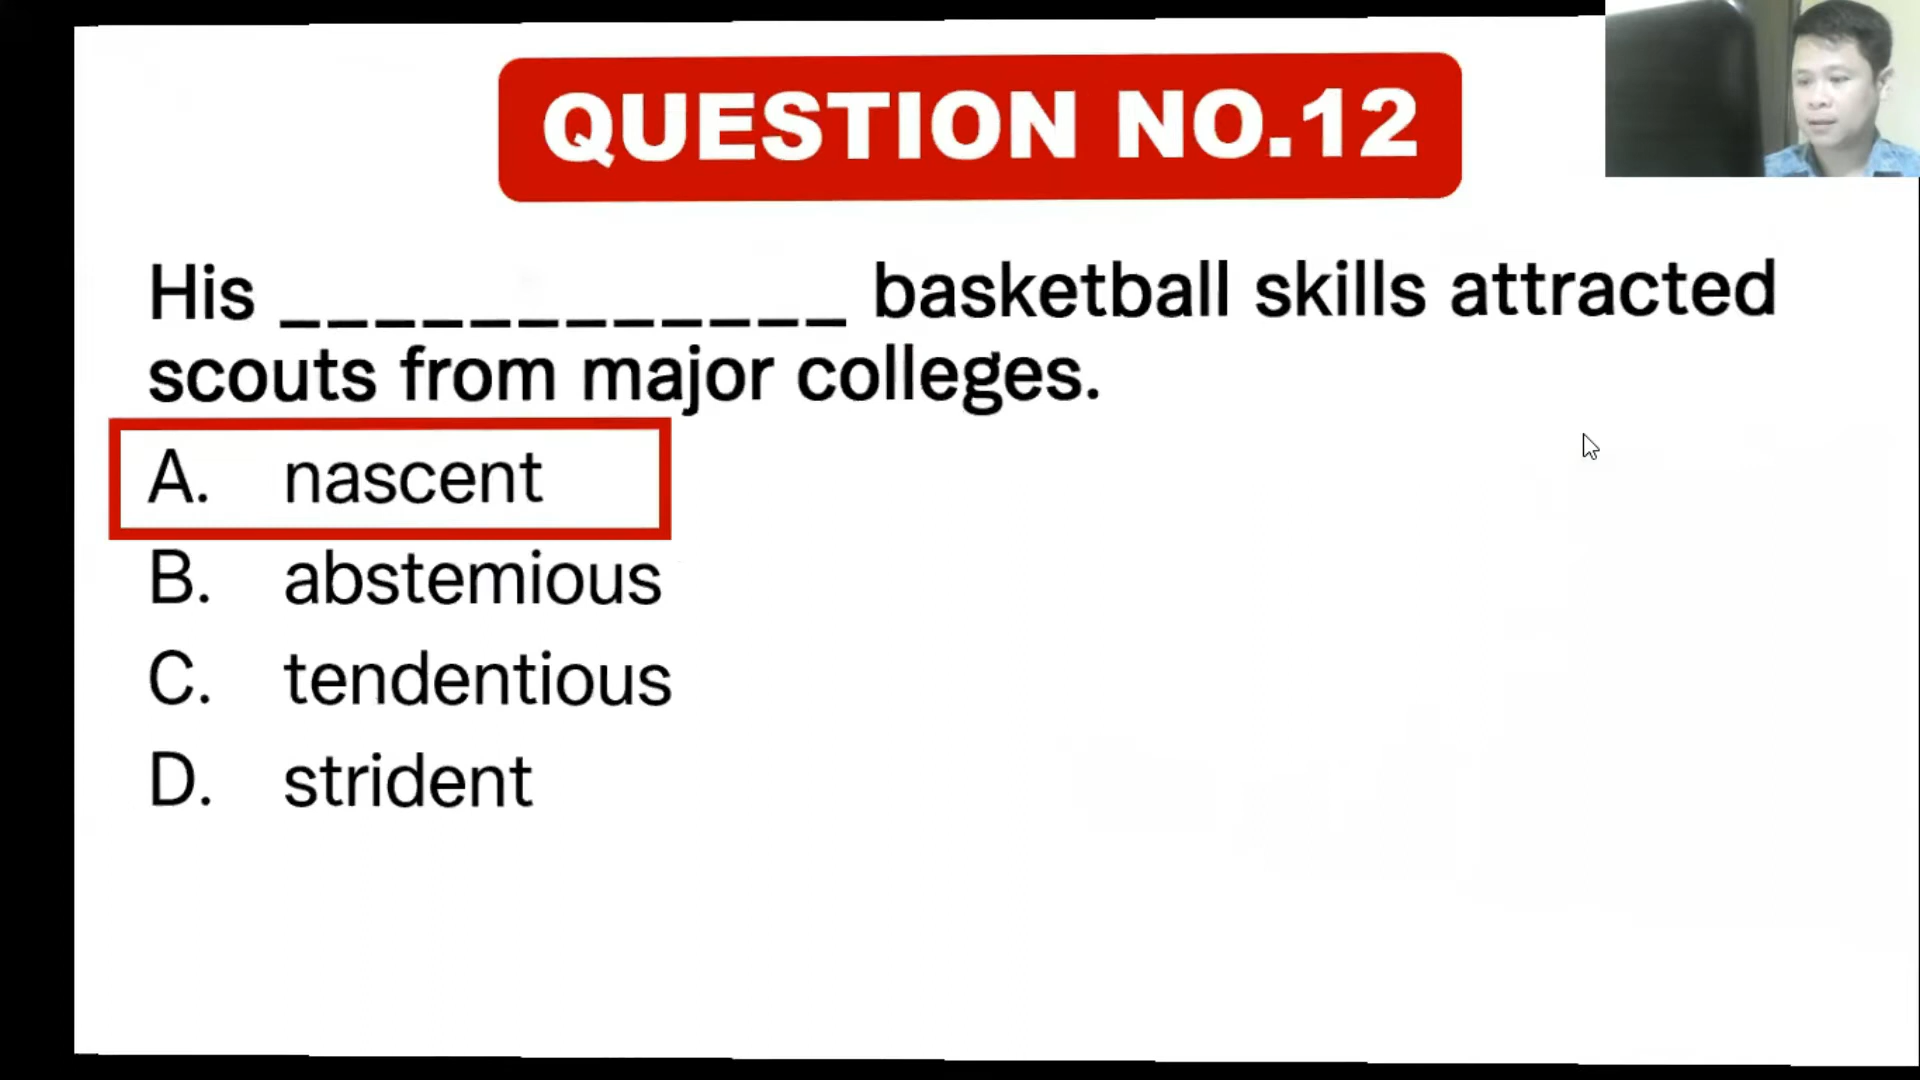 QUESTION NO.12
His _____________ basketball skills attracted
scouts from major colleges.
A. nascent
B. abstemious
C. tendentious
D. strident